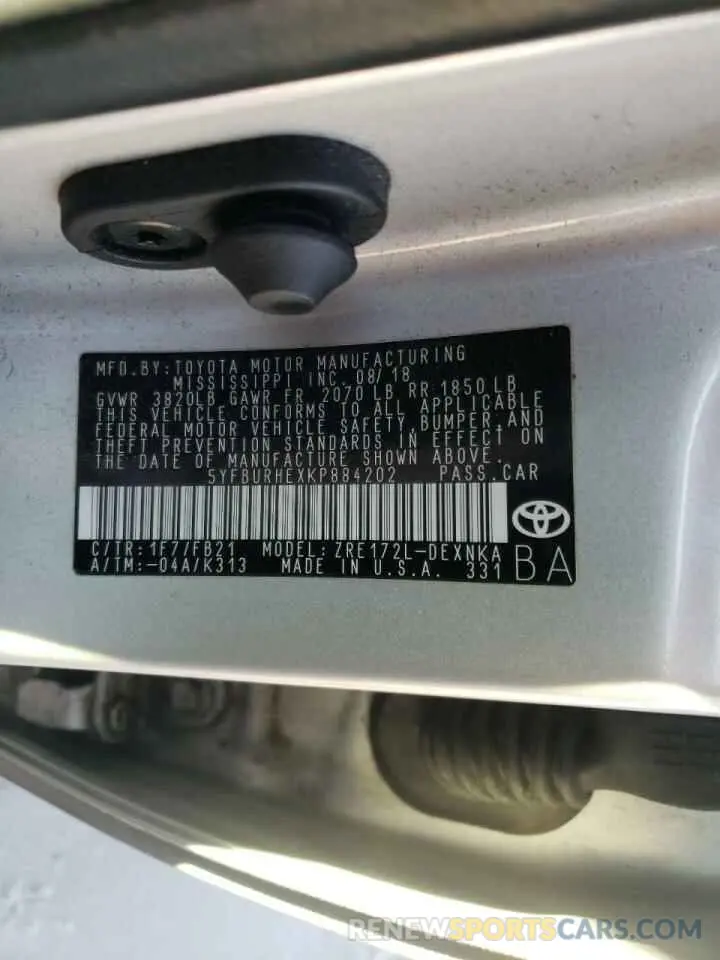 MFD.BY:TOYOTA MOTOR MANUFACTURING
MISSISSIPPI INC. 08/18
GVWR 3820LB GAWR FR 2070LB RR 1850LB
THIS VEHICLE CONFORMS TO ALL APPLICABLE
FEDERAL MOTOR VEHICLE SAFETY, BUMPER, AND
THEFT PREVENTION STANDARDS IN EFFECT ON
THE DATE OF MANUFACTURE SHOWN ABOVE.
5YFBURHEXKP884202 PASS.CAR
C/TR:1F7/FB21 MODEL:ZRE172L-DEXNKA
A/TM:-04A/K313 MADE IN U.S.A. 331
BA
RENEWSPORTSCARS.COM